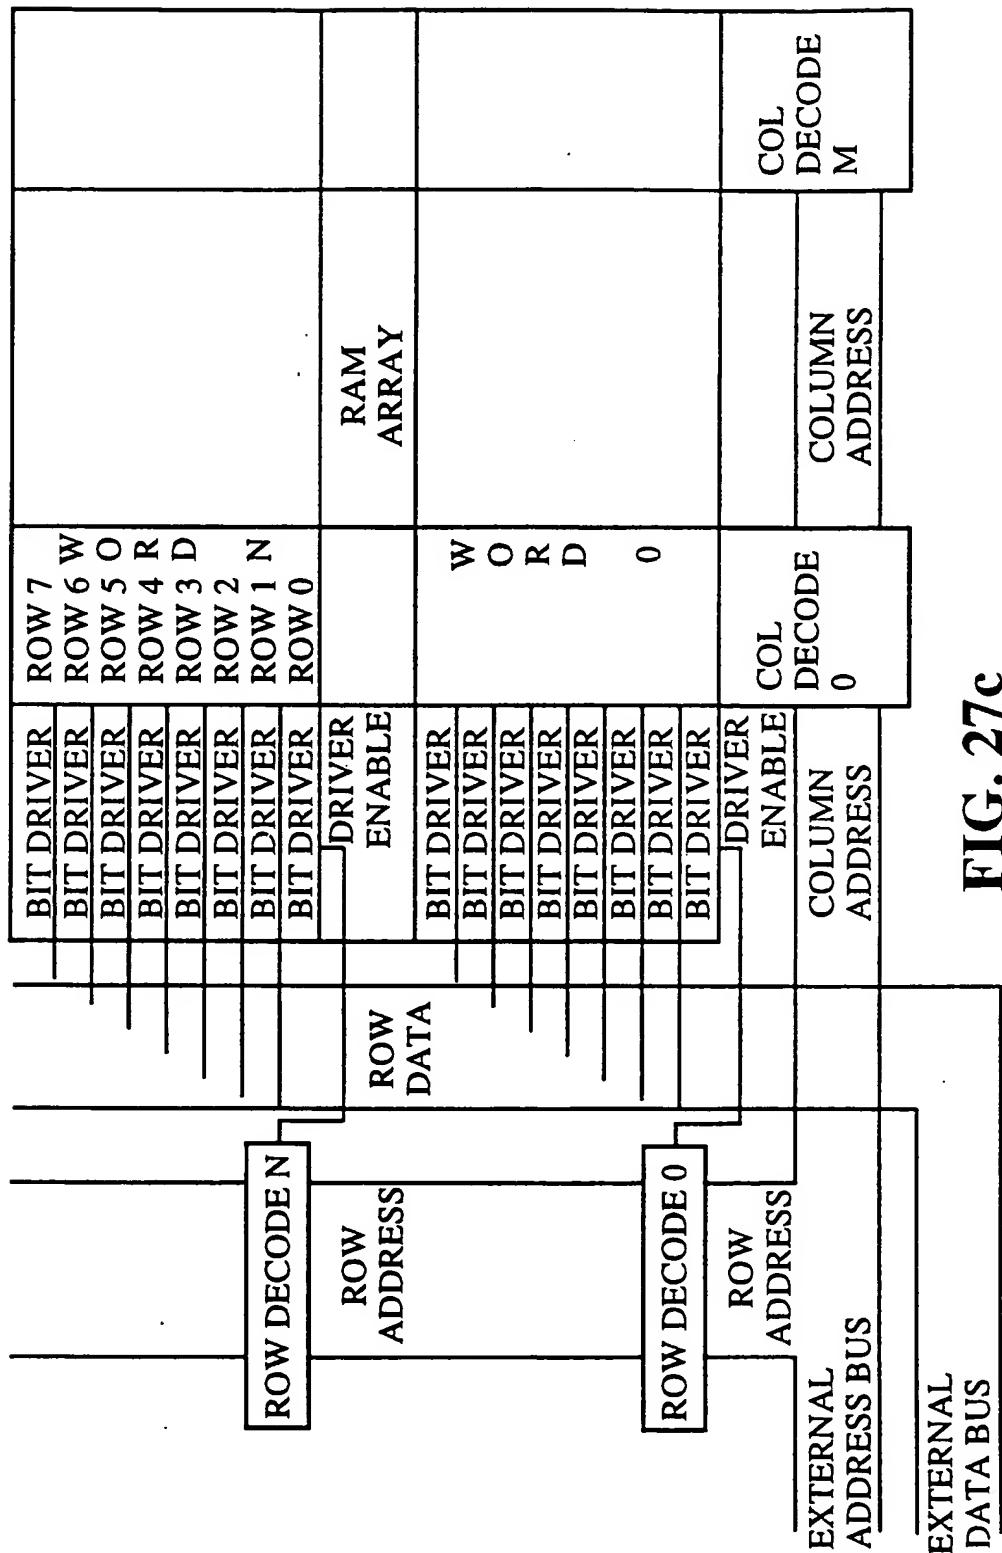 BIT DRIVER ROW 7
BIT DRIVER ROW 6
BIT DRIVER ROW 5
BIT DRIVER ROW 4
BIT DRIVER ROW 3
BIT DRIVER ROW 2
BIT DRIVER ROW 1
BIT DRIVER ROW 0
WORD N
DRIVER
ENABLE
RAM
ARRAY
ROW DECODE N
ROW
DATA
ROW
ADDRESS
BIT DRIVER
BIT DRIVER
BIT DRIVER
BIT DRIVER
BIT DRIVER
BIT DRIVER
BIT DRIVER
BIT DRIVER
WORD 0
ROW DECODE 0
DRIVER
ENABLE
COL
DECODE
0
COL
DECODE
M
ROW
ADDRESS
EXTERNAL
ADDRESS BUS
COLUMN
ADDRESS
COLUMN
ADDRESS
EXTERNAL
DATA BUS
FIG. 27c